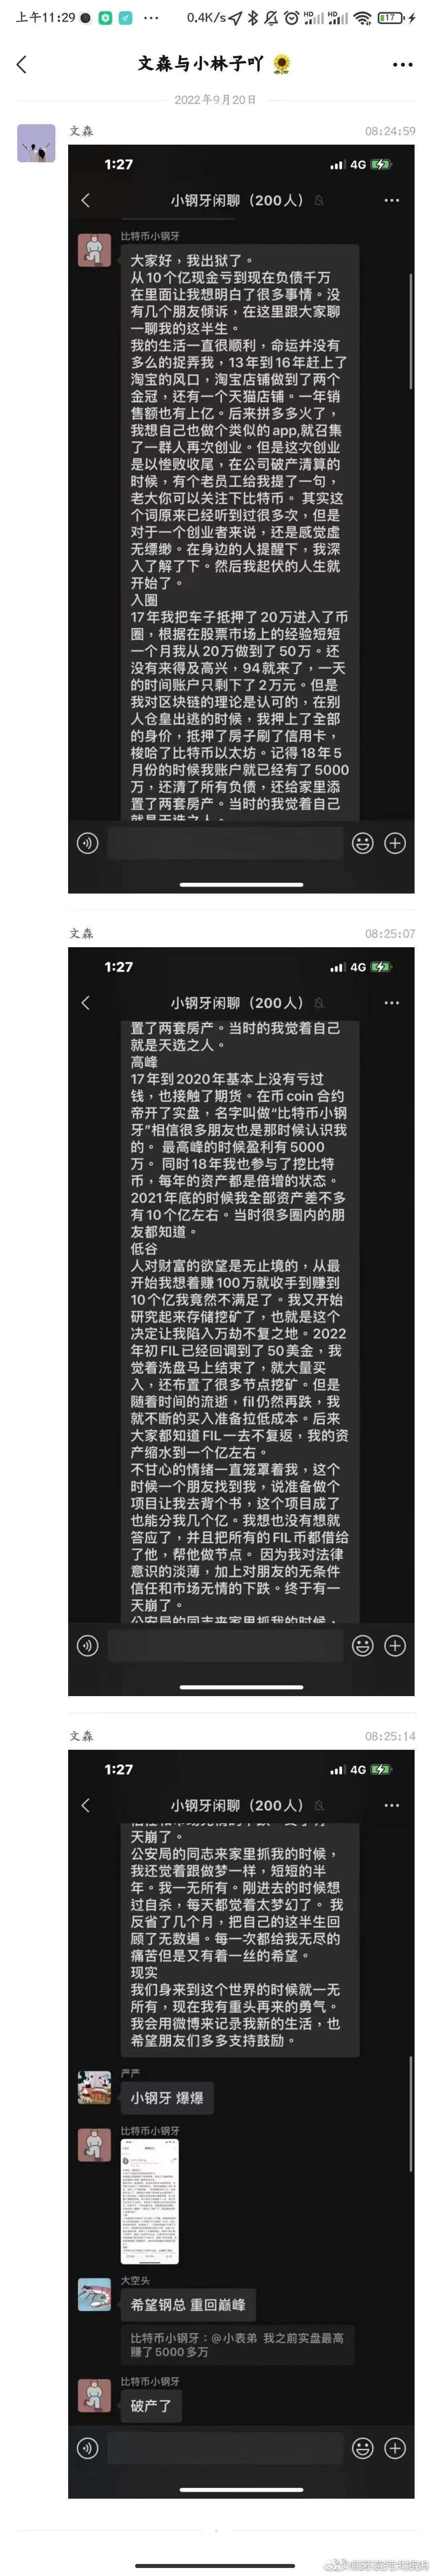 上午11:29
0.4K/s
HD
HD
17
文森与小林子吖 🌻
2022年9月20日
文森
08:24:59
1:27
4G
小钢牙闲聊（200人）
比特币小钢牙
大家好，我出狱了。
从10个亿现金亏到现在负债千万
在里面让我想明白了很多事情。没
有几个朋友倾诉，在这里跟大家聊
一聊我的这半生。
我的生活一直很顺利，命运并没有
多么的捉弄我，13年到16年赶上了
淘宝的风口，淘宝店铺做到了两个
金冠，还有一个天猫店铺。一年销
售额也有上亿。后来拼多多火了，
我想自己也做个类似的app,就召集
了一群人再次创业。但是这次创业
是以惨败收尾，在公司破产清算的
时候，有个老员工给我提了一句，
老大你可以关注下比特币。 其实这
个词原来已经听到过很多次，但是
对于一个创业者来说，还是感觉虚
无缥缈。在身边的人提醒下，我深
入了解了下。然后我起伏的人生就
开始了。
入圈
17年我把车子抵押了20万进入了币
圈，根据在股票市场上的经验短短
一个月我从20万做到了50万。还
没有来得及高兴，94就来了，一天
的时间账户只剩下了2万元。但是
我对区块链的理论是认可的，在别
人仓皇出逃的时候，我押上了全部
的身价，抵押了房子刷了信用卡，
梭哈了比特币以太坊。记得18年5
月份的时候我账户就已经有了5000
万，还清了所有负债，还给家里添
置了两套房产。当时的我觉着自己
就是天选之人。
文森
08:25:07
1:27
4G
小钢牙闲聊（200人）
置了两套房产。当时的我觉着自己
就是天选之人。
高峰
17年到2020年基本上没有亏过
钱，也接触了期货。在币coin 合约
帝开了实盘，名字叫做“比特币小钢
牙”相信很多朋友也是那时候认识我
的。 最高峰的时候盈利有5000
万。 同时18年我也参与了挖比特
币，每年的资产都是倍增的状态。
2021年底的时候我全部资产差不多
有10个亿左右。当时很多圈内的朋
友都知道。
低谷
人对财富的欲望是无止境的，从最
开始我想着赚100万就收手到赚到
10个亿我竟然不满足了。我又开始
研究起来存储挖矿了，也就是这个
决定让我陷入万劫不复之地。2022
年初FIL已经回调到了50美金，我
觉着洗盘马上结束了，就大量买
入，还布置了很多节点挖矿。但是
随着时间的流逝，fil仍然再跌，我
就不断的买入准备拉低成本。后来
大家都知道FIL一去不复返，我的资
产缩水到一个亿左右。
不甘心的情绪一直笼罩着我，这个
时候一个朋友找到我，说准备做个
项目让我去背个书，这个项目成了
也能分我几个亿。我想也没有想就
答应了，并且把所有的FIL币都借给
了他，帮他做节点。 因为我对法律
意识的淡薄，加上对朋友的无条件
信任和市场无情的下跌。终于有一
天崩了。
公安局的同志来家里抓我的时候，
文森
08:25:14
1:27
4G
小钢牙闲聊（200人）
天崩了。
公安局的同志来家里抓我的时候，
我还觉着跟做梦一样，短短的半
年。我一无所有。刚进去的时候想
过自杀，每天都觉着太梦幻了。 我
反省了几个月，把自己的这半生回
顾了无数遍。每一次都给我无尽的
痛苦但是又有着一丝的希望。
现实
我们身来到这个世界的时候就一无
所有，现在我有重头再来的勇气。
我会用微博来记录我新的生活，也
希望朋友们多多支持鼓励。
严严
小钢牙 爆爆
比特币小钢牙
大空头
希望钢总 重回巅峰
比特币小钢牙：@小表弟 我之前实盘最高
赚了5000多万
比特币小钢牙
破产了